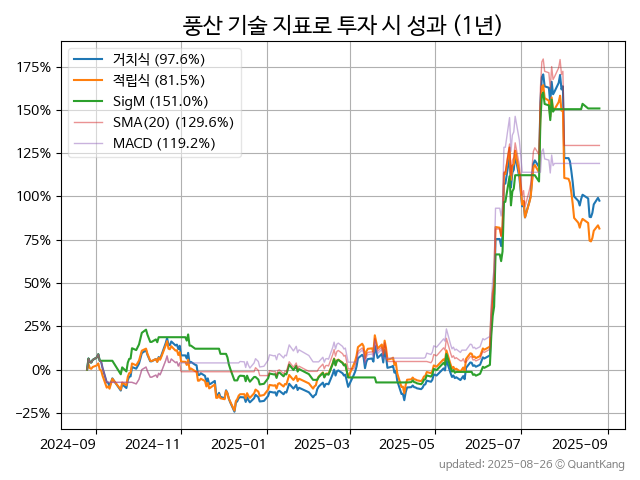 풍산 기술 지표로 투자 시 성과 (1년)
거치식 (97.6%)
적립식 (81.5%)
SigM (151.0%)
SMA(20) (129.6%)
MACD (119.2%)
175%
150%
125%
100%
75%
50%
25%
0%
−25%
2024-09 2024-11 2025-01 2025-03 2025-05 2025-07 2025-09
updated: 2025-08-26 © QuantKang